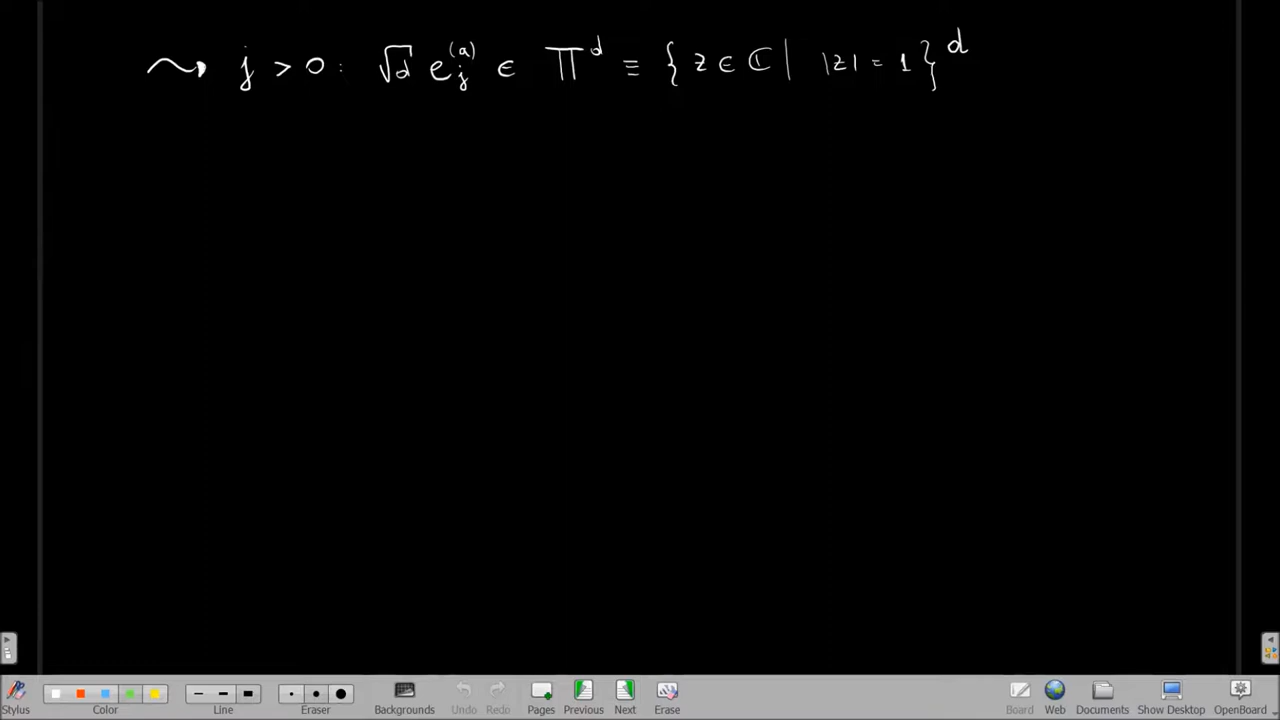 ⇝ j > 0 : √d e_j^(a) ∈ 𝕋^d ≡ { z ∈ ℂ | |z| = 1 }^d
Stylus Color Line Eraser Backgrounds Undo Redo Pages Previous Next Erase Board Web Documents Show Desktop OpenBoard